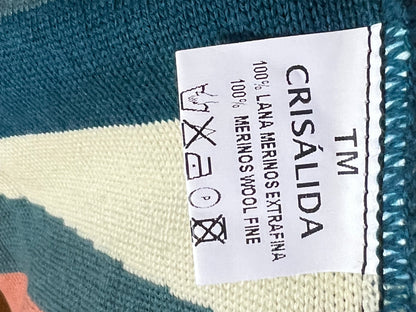 TM
CRISÁLIDA
100% LANA MERINOS EXTRAFINA
100% MERINOS WOOL FINE
P